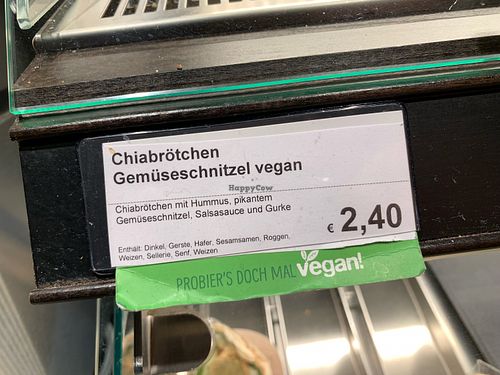 Chiabrötchen
Gemüseschnitzel vegan
HappyCow
Chiabrötchen mit Hummus, pikantem
Gemüseschnitzel, Salsasauce und Gurke
€ 2,40
Enthält: Dinkel, Gerste, Hafer, Sesamsamen, Roggen,
Weizen, Sellerie, Senf, Weizen
PROBIER'S DOCH MAL vegan!